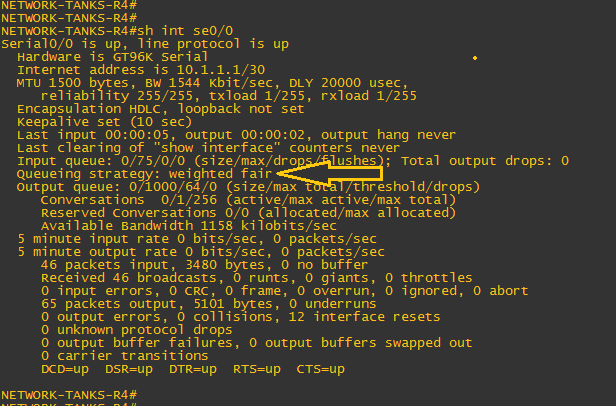 NETWORK-TANKS-R4#
NETWORK-TANKS-R4#
NETWORK-TANKS-R4#sh int se0/0
Serial0/0 is up, line protocol is up
Hardware is GT96K Serial
Internet address is 10.1.1.1/30
MTU 1500 bytes, BW 1544 Kbit/sec, DLY 20000 usec,
reliability 255/255, txload 1/255, rxload 1/255
Encapsulation HDLC, loopback not set
Keepalive set (10 sec)
Last input 00:00:05, output 00:00:02, output hang never
Last clearing of "show interface" counters never
Input queue: 0/75/0/0 (size/max/drops/flushes); Total output drops: 0
Queueing strategy: weighted fair
Output queue: 0/1000/64/0 (size/max total/threshold/drops)
Conversations 0/1/256 (active/max active/max total)
Reserved Conversations 0/0 (allocated/max allocated)
Available Bandwidth 1158 kilobits/sec
5 minute input rate 0 bits/sec, 0 packets/sec
5 minute output rate 0 bits/sec, 0 packets/sec
46 packets input, 3480 bytes, 0 no buffer
Received 46 broadcasts, 0 runts, 0 giants, 0 throttles
0 input errors, 0 CRC, 0 frame, 0 overrun, 0 ignored, 0 abort
65 packets output, 5101 bytes, 0 underruns
0 output errors, 0 collisions, 12 interface resets
0 unknown protocol drops
0 output buffer failures, 0 output buffers swapped out
0 carrier transitions
DCD=up DSR=up DTR=up RTS=up CTS=up
NETWORK-TANKS-R4#
NETWORK-TANKS-R4#